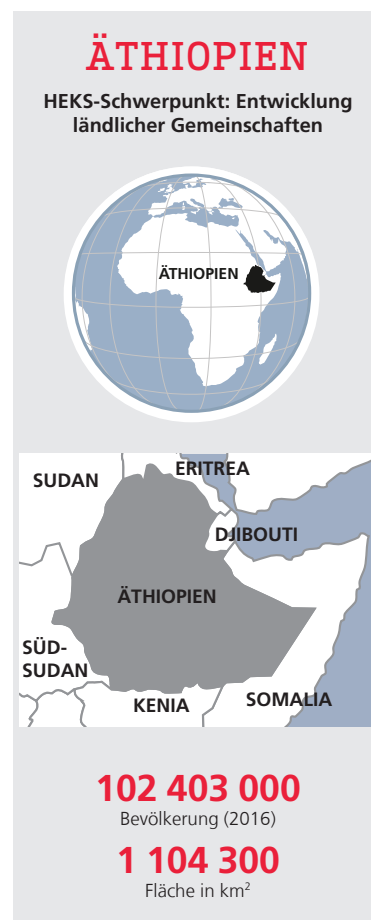 ÄTHIOPIEN
HEKS-Schwerpunkt: Entwicklung
ländlicher Gemeinschaften
ÄTHIOPIEN
SUDAN
ERITREA
DJIBOUTI
ÄTHIOPIEN
SÜD-
SUDAN
KENIA
SOMALIA
102 403 000
Bevölkerung (2016)
1 104 300
Fläche in km²